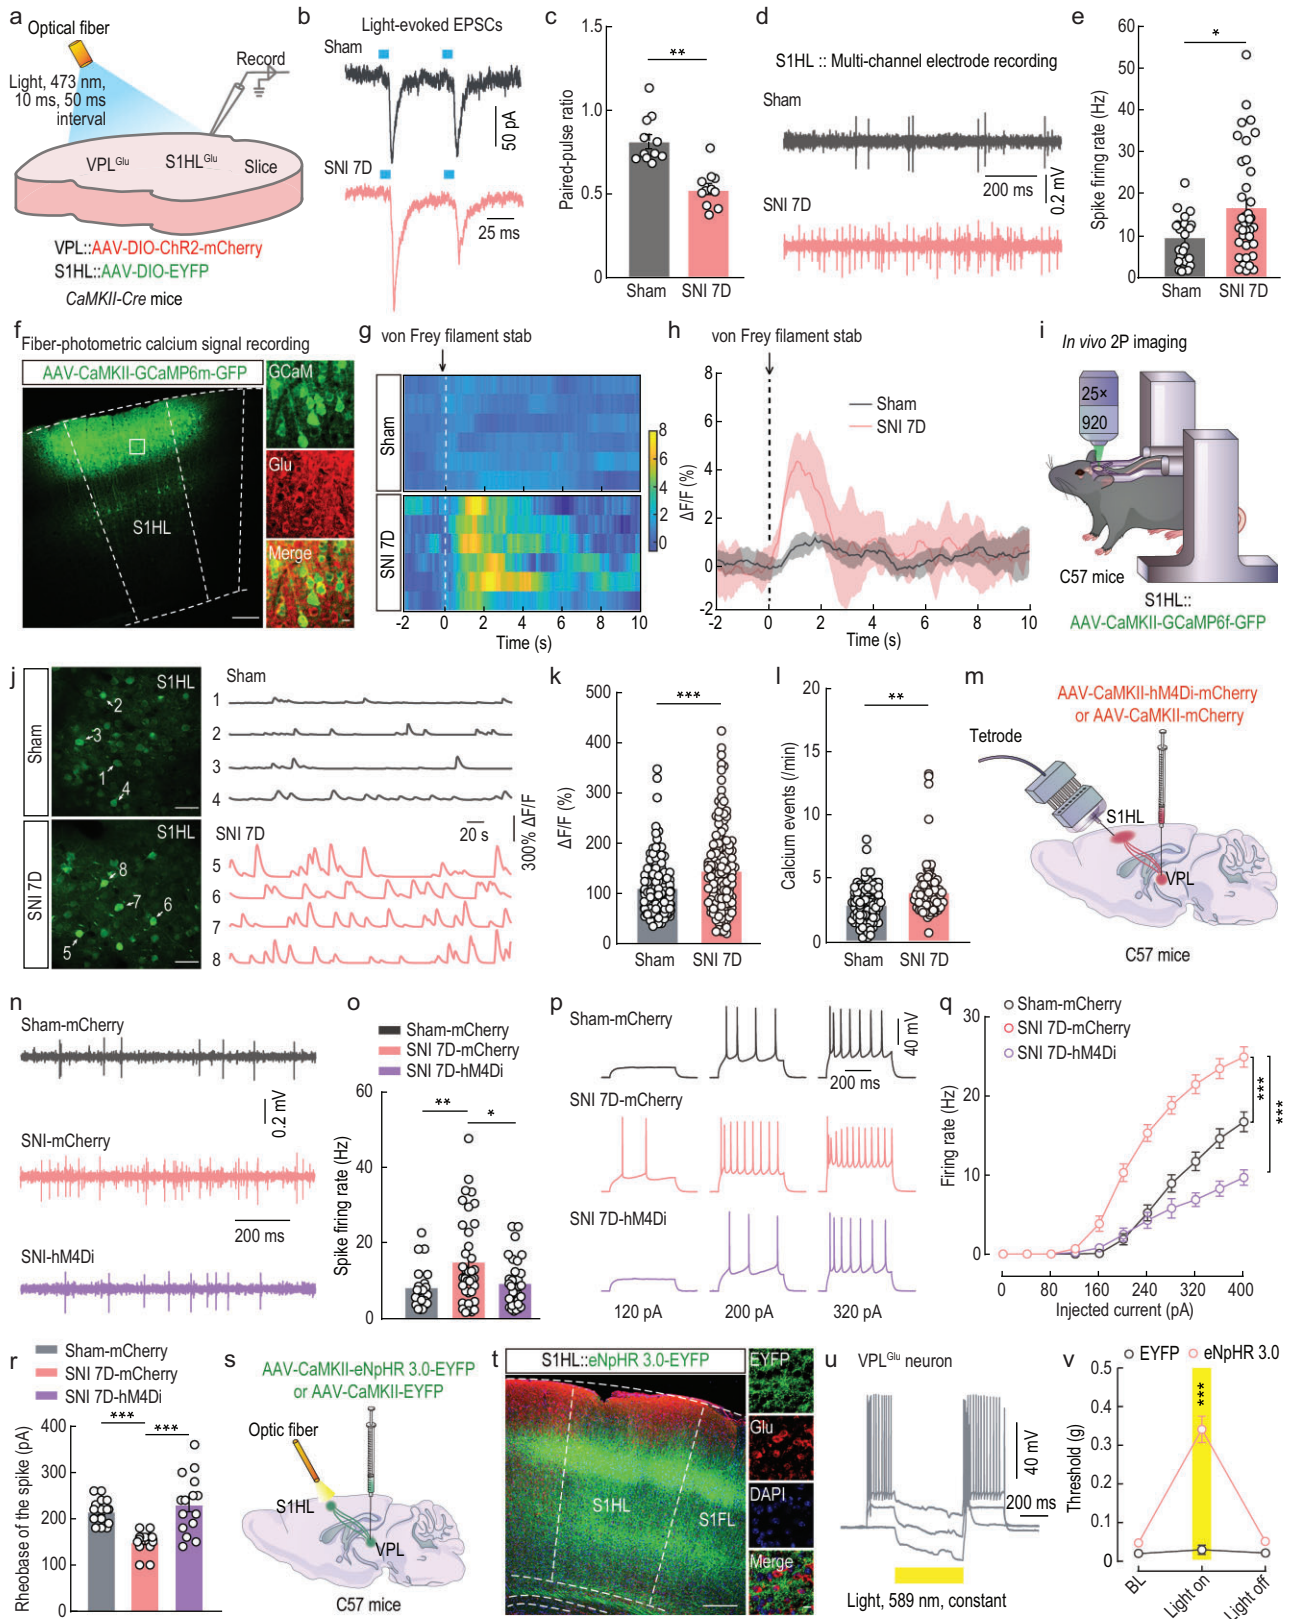 a
Optical fiber
Light, 473 nm,
10 ms, 50 ms
interval
Record
VPLGlu
S1HLGlu
Slice
VPL::AAV-DIO-ChR2-mCherry
S1HL::AAV-DIO-EYFP
CaMKII-Cre mice
b
Light-evoked EPSCs
Sham
50 pA
SNI 7D
25 ms
c
Paired-pulse ratio
1.5
1.0
0.5
0
**
Sham
SNI 7D
d
S1HL :: Multi-channel electrode recording
Sham
200 ms
0.2 mV
SNI 7D
e
Spike firing rate (Hz)
60
50
40
30
20
10
0
*
Sham
SNI 7D
f
Fiber-photometric calcium signal recording
AAV-CaMKII-GCaMP6m-GFP
S1HL
GCaM
Glu
Merge
g
von Frey filament stab
Sham
SNI 7D
8
6
4
2
0
-2
0
2
4
6
8
10
Time (s)
h
von Frey filament stab
ΔF/F (%)
8
6
4
2
0
-2
Sham
SNI 7D
-2
0
2
4
6
8
10
Time (s)
i
In vivo 2P imaging
25×
920
C57 mice
S1HL::
AAV-CaMKII-GCaMP6f-GFP
j
Sham
S1HL
2
3
1
4
SNI 7D
S1HL
8
7
6
5
Sham
1
2
3
4
20 s
300% ΔF/F
SNI 7D
5
6
7
8
k
ΔF/F (%)
500
400
300
200
100
0
***
Sham
SNI 7D
l
Calcium events (/min)
20
15
10
5
0
**
Sham
SNI 7D
m
AAV-CaMKII-hM4Di-mCherry
or AAV-CaMKII-mCherry
Tetrode
S1HL
VPL
C57 mice
n
Sham-mCherry
0.2 mV
SNI-mCherry
200 ms
SNI-hM4Di
o
Sham-mCherry
SNI 7D-mCherry
SNI 7D-hM4Di
Spike firing rate (Hz)
60
40
20
0
**
*
p
Sham-mCherry
40 mV
200 ms
SNI 7D-mCherry
SNI 7D-hM4Di
120 pA
200 pA
320 pA
q
Sham-mCherry
SNI 7D-mCherry
SNI 7D-hM4Di
Firing rate (Hz)
30
20
10
0
***
***
0
80
160
240
320
400
Injected current (pA)
r
Sham-mCherry
SNI 7D-mCherry
SNI 7D-hM4Di
Rheobase of the spike (pA)
400
300
200
100
0
***
***
s
AAV-CaMKII-eNpHR 3.0-EYFP
or AAV-CaMKII-EYFP
Optic fiber
S1HL
VPL
C57 mice
t
S1HL::eNpHR 3.0-EYFP
S1HL
S1FL
EYFP
Glu
DAPI
Merge
u
VPLGlu neuron
40 mV
200 ms
Light, 589 nm, constant
v
EYFP
eNpHR 3.0
Threshold (g)
0.5
0.4
0.3
0.2
0.1
0
***
BL
Light on
Light off